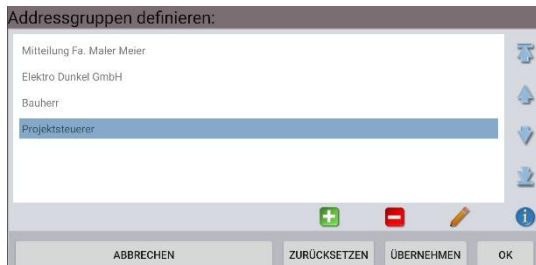 Addressgruppen definieren:
Mitteilung Fa. Maler Meier
Elektro Dunkel GmbH
Bauherr
Projektsteuerer
ABBRECHEN ZURÜCKSETZEN ÜBERNEHMEN OK